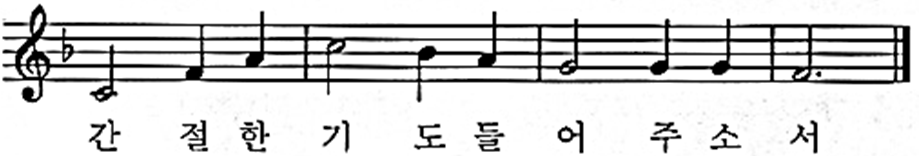 간 절 한 기 도 들 어 주 소 서